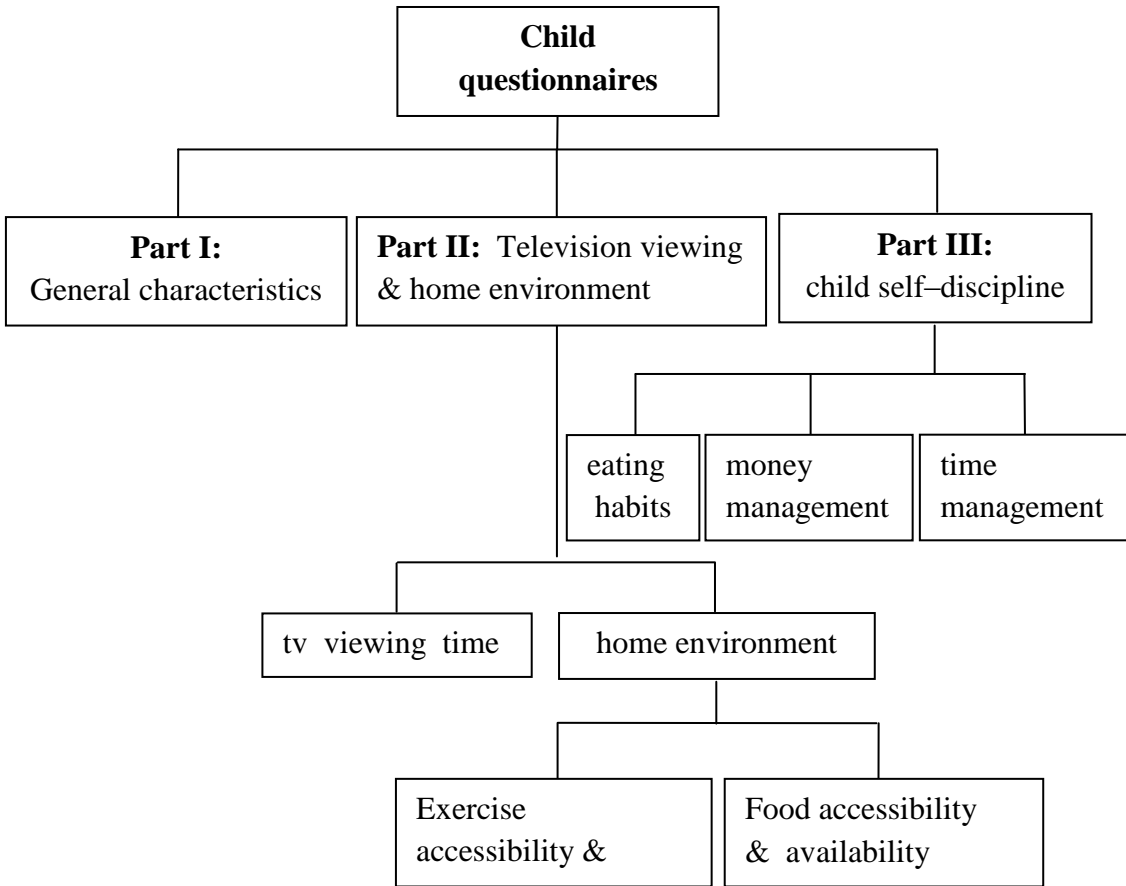 Child
questionnaires
Part I:
General characteristics
Part II: Television viewing
& home environment
Part III:
child self–discipline
eating
habits
money
management
time
management
tv viewing time
home environment
Exercise
accessibility &
Food accessibility
& availability